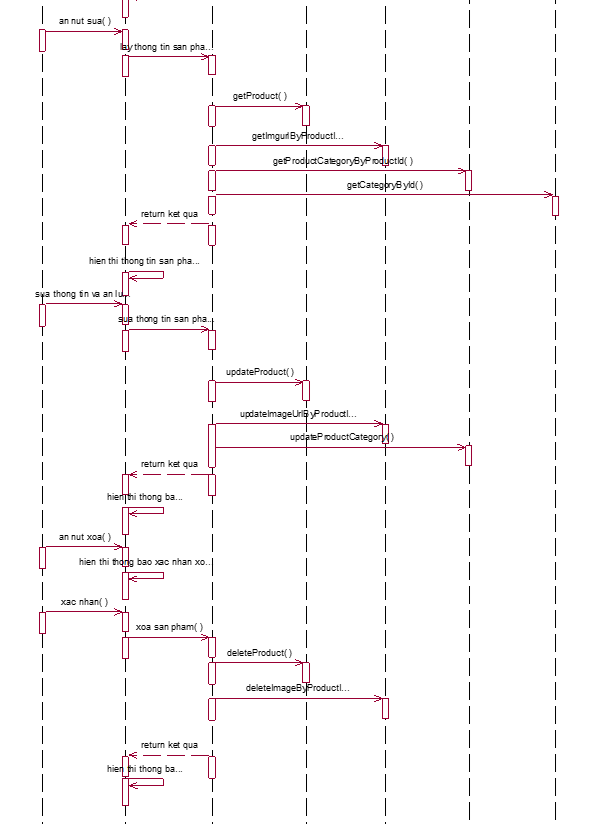 an nut sua( )
lay thong tin san pha...
getProduct( )
getImgurlByProductI...
getProductCategoryByProductId( )
getCategoryById( )
return ket qua
hien thi thong tin san pha...
sua thong tin va an lu...
sua thong tin san pha...
updateProduct( )
updateImageUrlByProductI...
updateProductCategory( )
return ket qua
hien thi thong ba...
an nut xoa( )
hien thi thong bao xac nhan xo...
xac nhan( )
xoa san pham( )
deleteProduct( )
deleteImageByProductI...
return ket qua
hien thi thong ba...